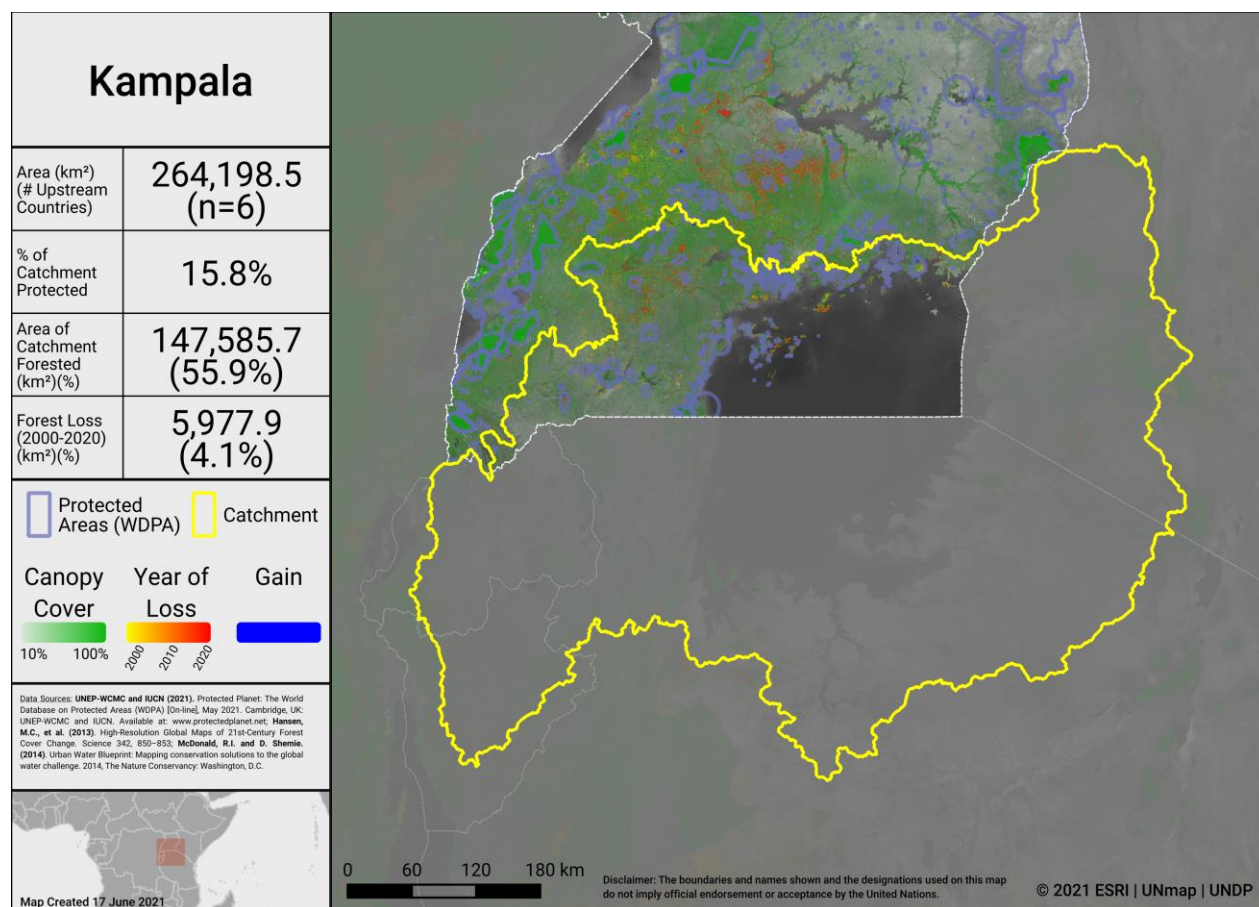 Kampala
Area (km²)
(# Upstream
Countries)
264,198.5
(n=6)
% of
Catchment
Protected
15.8%
Area of
Catchment
Forested
(km²)(%)
147,585.7
(55.9%)
Forest Loss
(2000-2020)
(km²)(%)
5,977.9
(4.1%)
Protected
Areas (WDPA)
Catchment
Canopy
Cover
10% 100%
Year of
Loss
2000 2010 2020
Gain
Data Sources: UNEP-WCMC and IUCN (2021). Protected Planet: The World
Database on Protected Areas (WDPA) [On-line], May 2021. Cambridge, UK:
UNEP-WCMC and IUCN. Available at: www.protectedplanet.net; Hansen,
M.C., et al. (2013). High-Resolution Global Maps of 21st-Century Forest
Cover Change. Science 342, 850–853; McDonald, R.I. and D. Shemie.
(2014). Urban Water Blueprint: Mapping conservation solutions to the global
water challenge. 2014, The Nature Conservancy: Washington, D.C.
Map Created 17 June 2021
0 60 120 180 km
Disclaimer: The boundaries and names shown and the designations used on this map
do not imply official endorsement or acceptance by the United Nations.
© 2021 ESRI | UNmap | UNDP